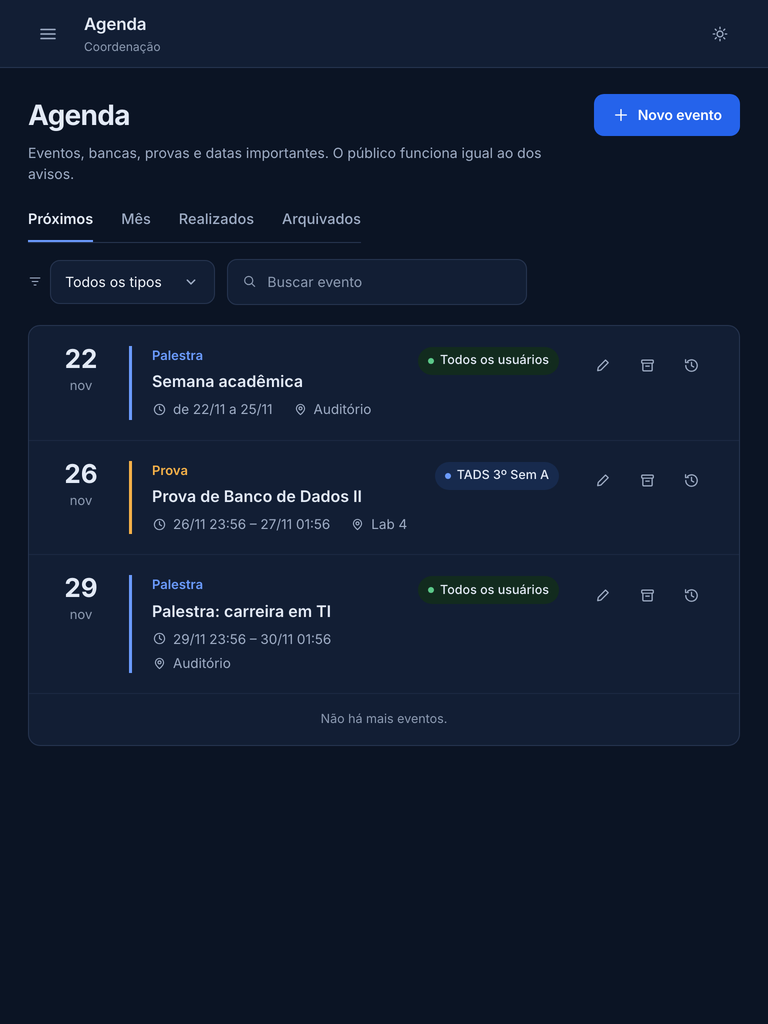 Agenda
Coordenação
Agenda
Novo evento
Eventos, bancas, provas e datas importantes. O público funciona igual ao dos
avisos.
Próximos Mês Realizados Arquivados
Todos os tipos
Buscar evento
22
nov
Palestra
Semana acadêmica
de 22/11 a 25/11 Auditório
Todos os usuários
26
nov
Prova
Prova de Banco de Dados II
26/11 23:56 – 27/11 01:56 Lab 4
TADS 3º Sem A
29
nov
Palestra
Palestra: carreira em TI
29/11 23:56 – 30/11 01:56
Auditório
Todos os usuários
Não há mais eventos.